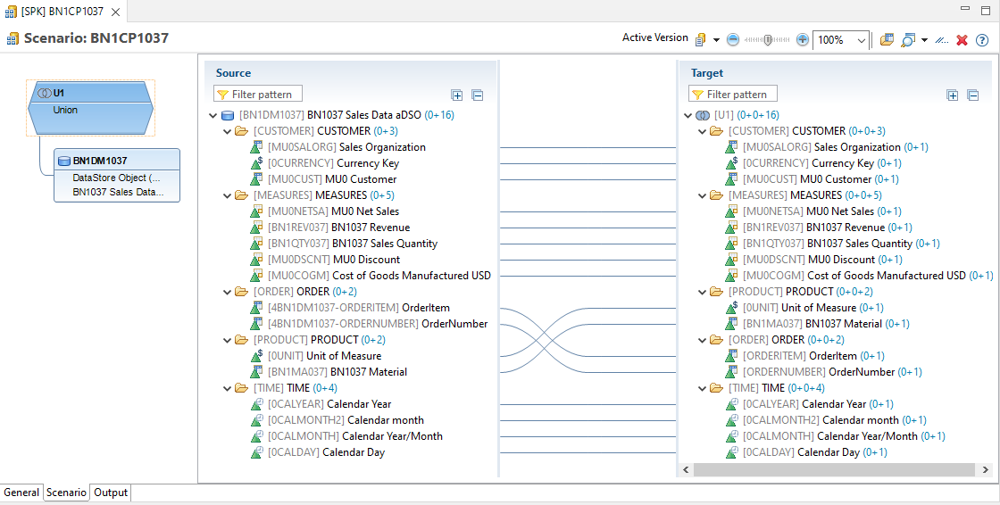 [SPK] BN1CP1037
Scenario: BN1CP1037
Active Version
100%
U1
Union
BN1DM1037
DataStore Object (...
BN1037 Sales Data...
Source
Filter pattern
[BN1DM1037] BN1037 Sales Data aDSO (0+16)
[CUSTOMER] CUSTOMER (0+3)
[MU0SALORG] Sales Organization
[0CURRENCY] Currency Key
[MU0CUST] MU0 Customer
[MEASURES] MEASURES (0+5)
[MU0NETSA] MU0 Net Sales
[BN1REV037] BN1037 Revenue
[BN1QTY037] BN1037 Sales Quantity
[MU0DSCNT] MU0 Discount
[MU0COGM] Cost of Goods Manufactured USD
[ORDER] ORDER (0+2)
[4BN1DM1037-ORDERITEM] OrderItem
[4BN1DM1037-ORDERNUMBER] OrderNumber
[PRODUCT] PRODUCT (0+2)
[0UNIT] Unit of Measure
[BN1MA037] BN1037 Material
[TIME] TIME (0+4)
[0CALYEAR] Calendar Year
[0CALMONTH2] Calendar month
[0CALMONTH] Calendar Year/Month
[0CALDAY] Calendar Day
Target
Filter pattern
[U1] (0+0+16)
[CUSTOMER] CUSTOMER (0+0+3)
[MU0SALORG] Sales Organization (0+1)
[0CURRENCY] Currency Key (0+1)
[MU0CUST] MU0 Customer (0+1)
[MEASURES] MEASURES (0+0+5)
[MU0NETSA] MU0 Net Sales (0+1)
[BN1REV037] BN1037 Revenue (0+1)
[BN1QTY037] BN1037 Sales Quantity (0+1)
[MU0DSCNT] MU0 Discount (0+1)
[MU0COGM] Cost of Goods Manufactured USD (0+1)
[PRODUCT] PRODUCT (0+0+2)
[0UNIT] Unit of Measure (0+1)
[BN1MA037] BN1037 Material (0+1)
[ORDER] ORDER (0+0+2)
[ORDERITEM] OrderItem (0+1)
[ORDERNUMBER] OrderNumber (0+1)
[TIME] TIME (0+0+4)
[0CALYEAR] Calendar Year (0+1)
[0CALMONTH2] Calendar month (0+1)
[0CALMONTH] Calendar Year/Month (0+1)
[0CALDAY] Calendar Day (0+1)
General Scenario Output